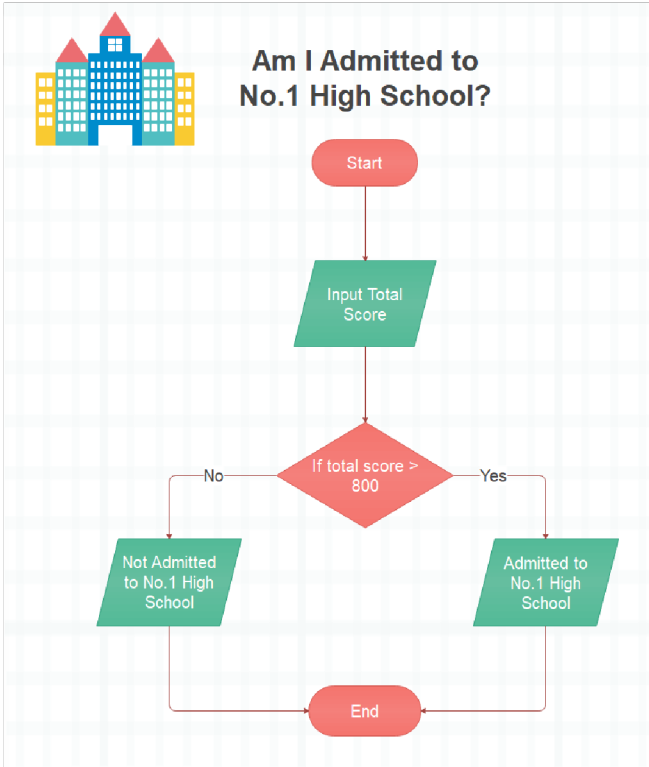 Am I Admitted to
No.1 High School?
Start
Input Total
Score
If total score >
800
No
Yes
Not Admitted
to No.1 High
School
Admitted to
No.1 High
School
End